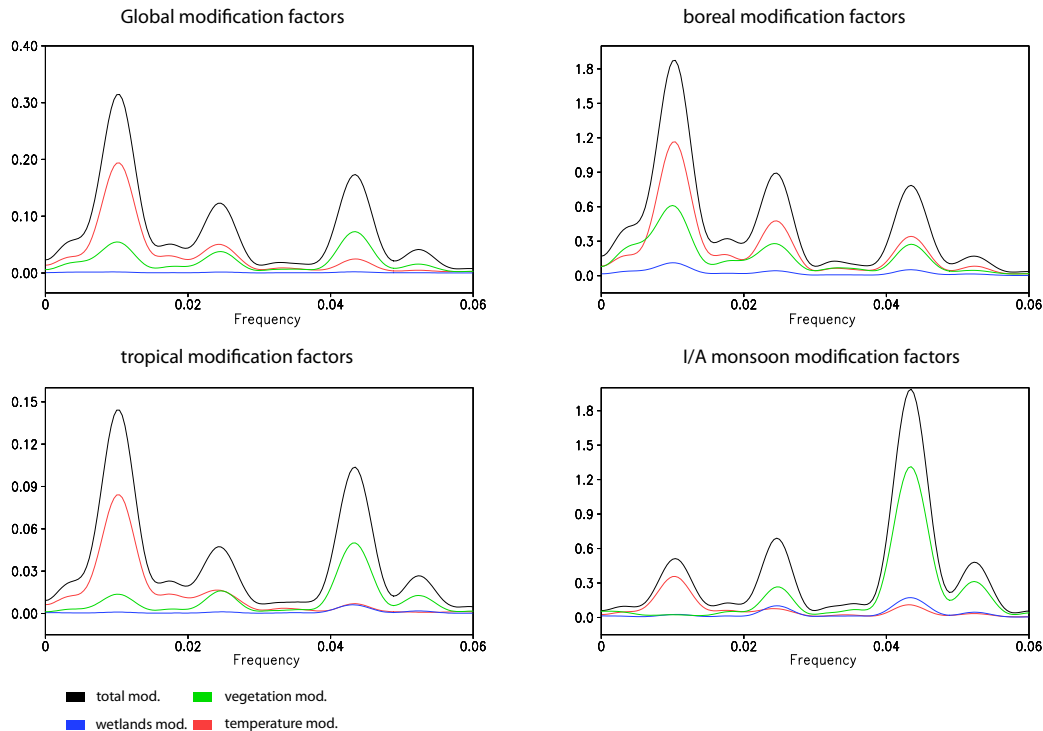 Global modification factors
0.40
0.30
0.20
0.10
0.00
0 0.02 0.04 0.06
Frequency
boreal modification factors
1.8
1.5
1.2
0.9
0.6
0.3
0.0
0 0.02 0.04 0.06
Frequency
tropical modification factors
0.15
0.12
0.09
0.06
0.03
0.00
0 0.02 0.04 0.06
Frequency
I/A monsoon modification factors
1.8
1.5
1.2
0.9
0.6
0.3
0.0
0 0.02 0.04 0.06
Frequency
total mod. vegetation mod.
wetlands mod. temperature mod.